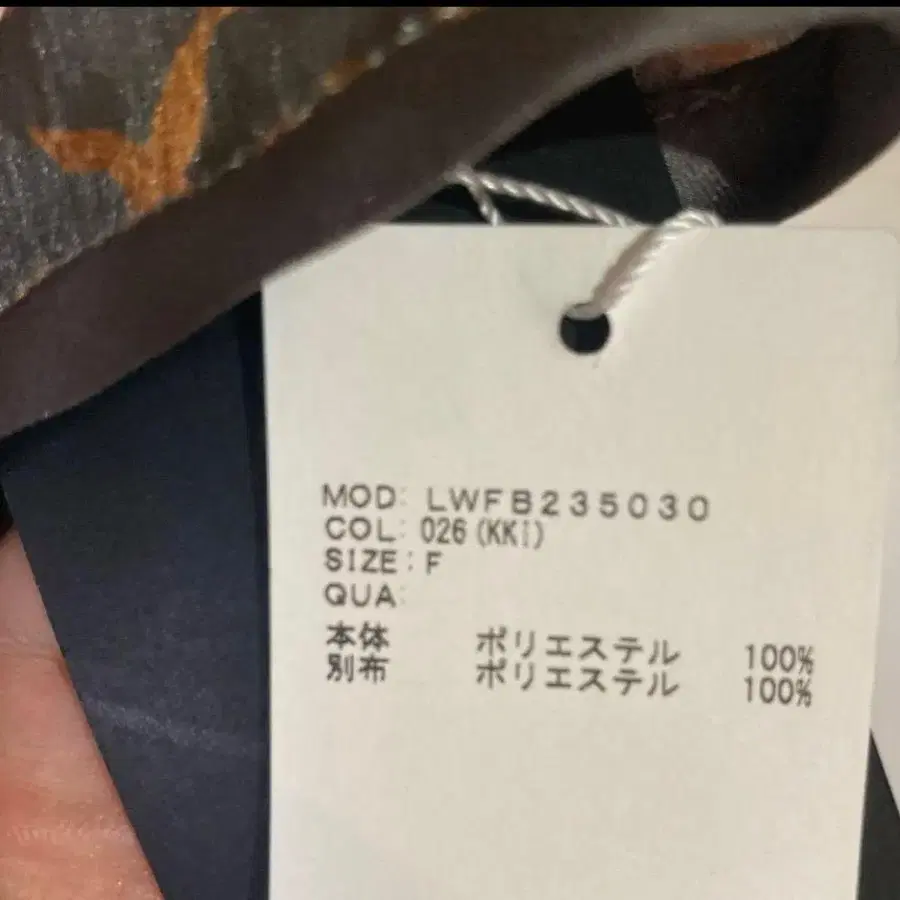 MOD: LWFB235030
COL: 026(KKI)
SIZE: F
QUA:
本体 ポリエステル 100%
別布 ポリエステル 100%